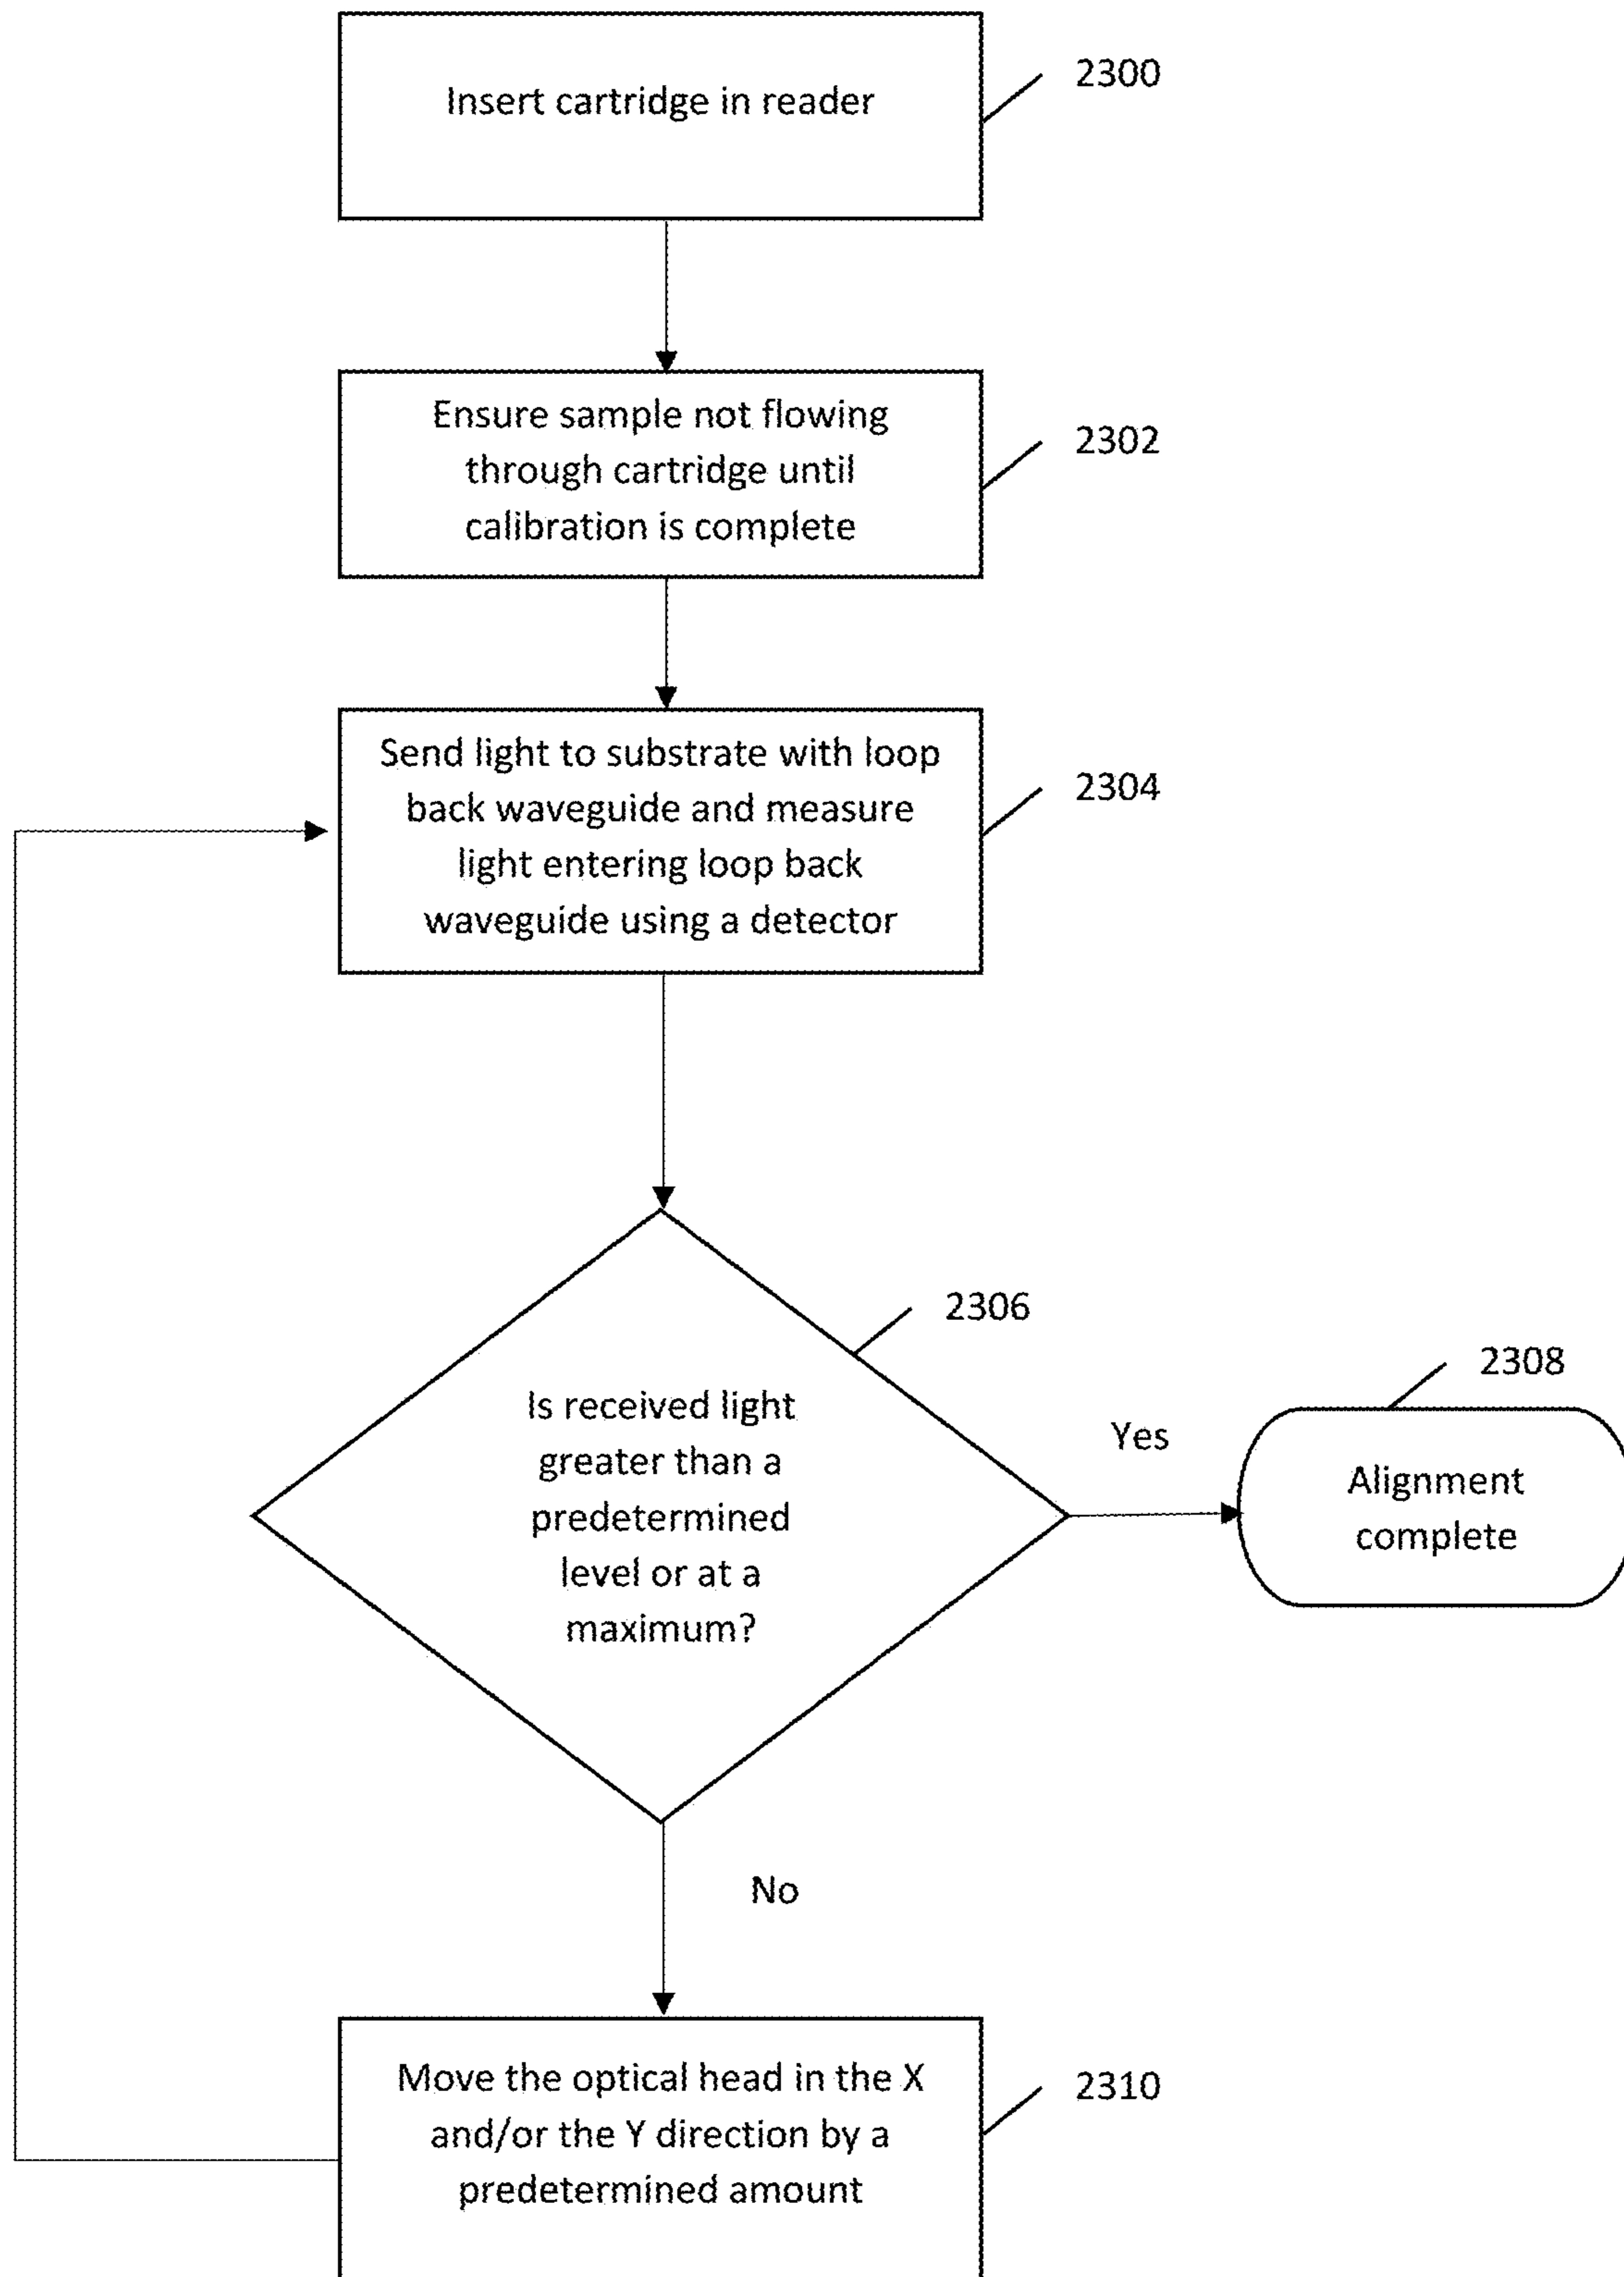 Insert cartridge in reader
2300
Ensure sample not flowing
through cartridge until
calibration is complete
2302
Send light to substrate with loop
back waveguide and measure
light entering loop back
waveguide using a detector
2304
2306
Is received light
greater than a
predetermined
level or at a
maximum?
Yes
2308
Alignment
complete
No
Move the optical head in the X
and/or the Y direction by a
predetermined amount
2310